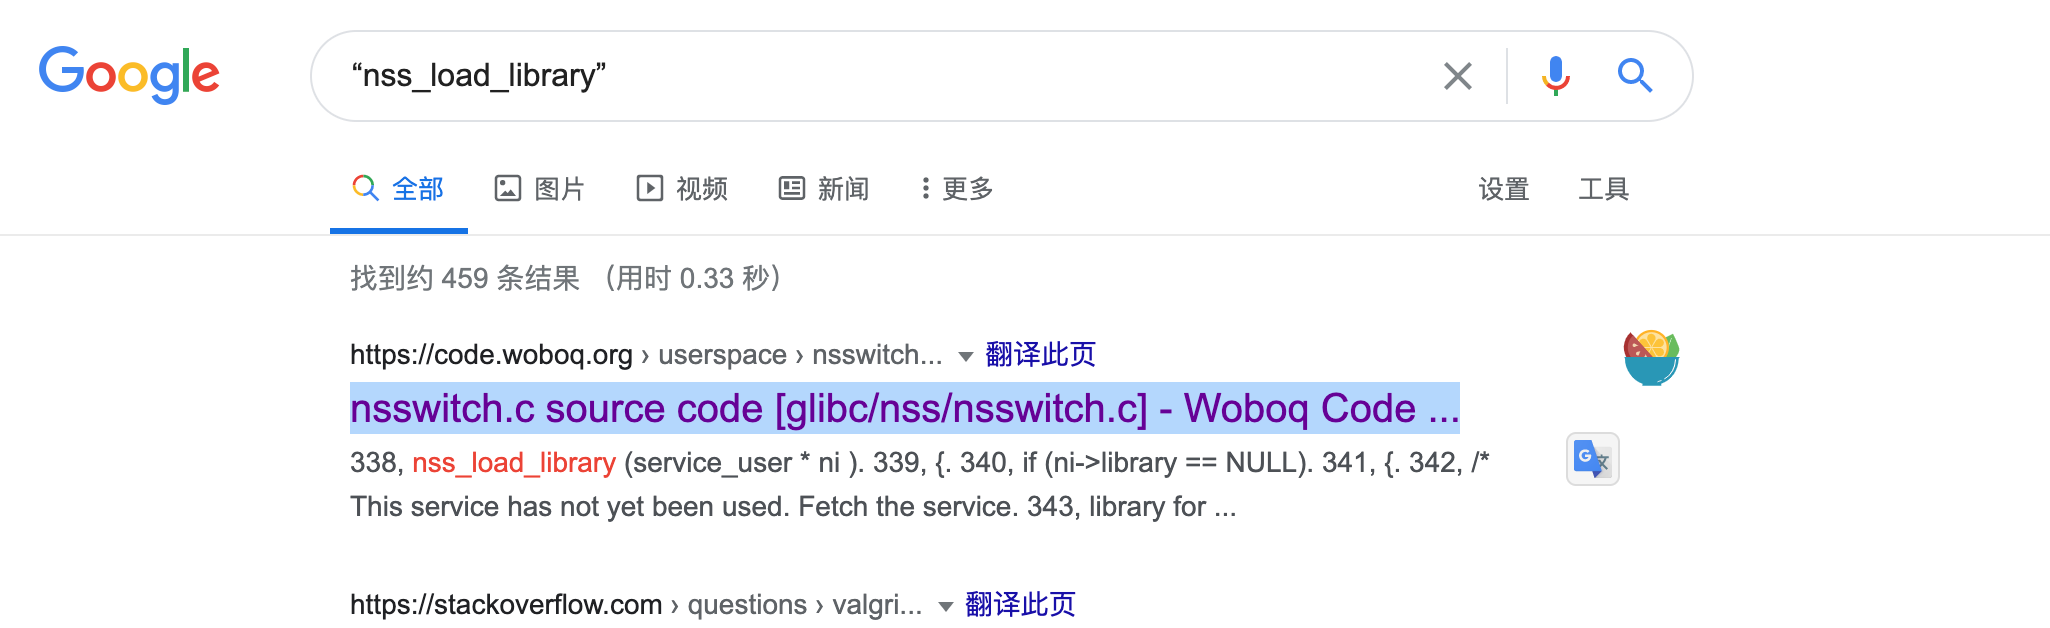 Google
“nss_load_library”
全部 图片 视频 新闻 更多 设置 工具
找到约 459 条结果 （用时 0.33 秒）
https://code.woboq.org › userspace › nsswitch... 翻译此页
nsswitch.c source code [glibc/nss/nsswitch.c] - Woboq Code ...
338, nss_load_library (service_user * ni ). 339, {. 340, if (ni->library == NULL). 341, {. 342, /*
This service has not yet been used. Fetch the service. 343, library for ...
G 文
https://stackoverflow.com › questions › valgri... 翻译此页